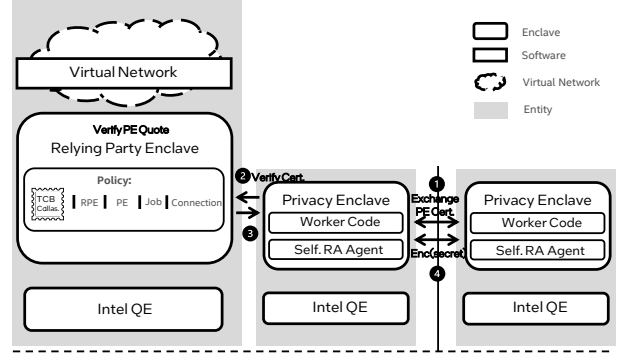 Virtual Network
Verify PE Quote
Relying Party Enclave
Policy:
TCB
Collas.
RPE
PE
Job
Connection
Intel QE
2
Verify Cert.
3
Privacy Enclave
Worker Code
Self. RA Agent
Intel QE
1
Exchange
PE Cert.
Enc(secret)
4
Privacy Enclave
Worker Code
Self. RA Agent
Intel QE
Enclave
Software
Virtual Network
Entity